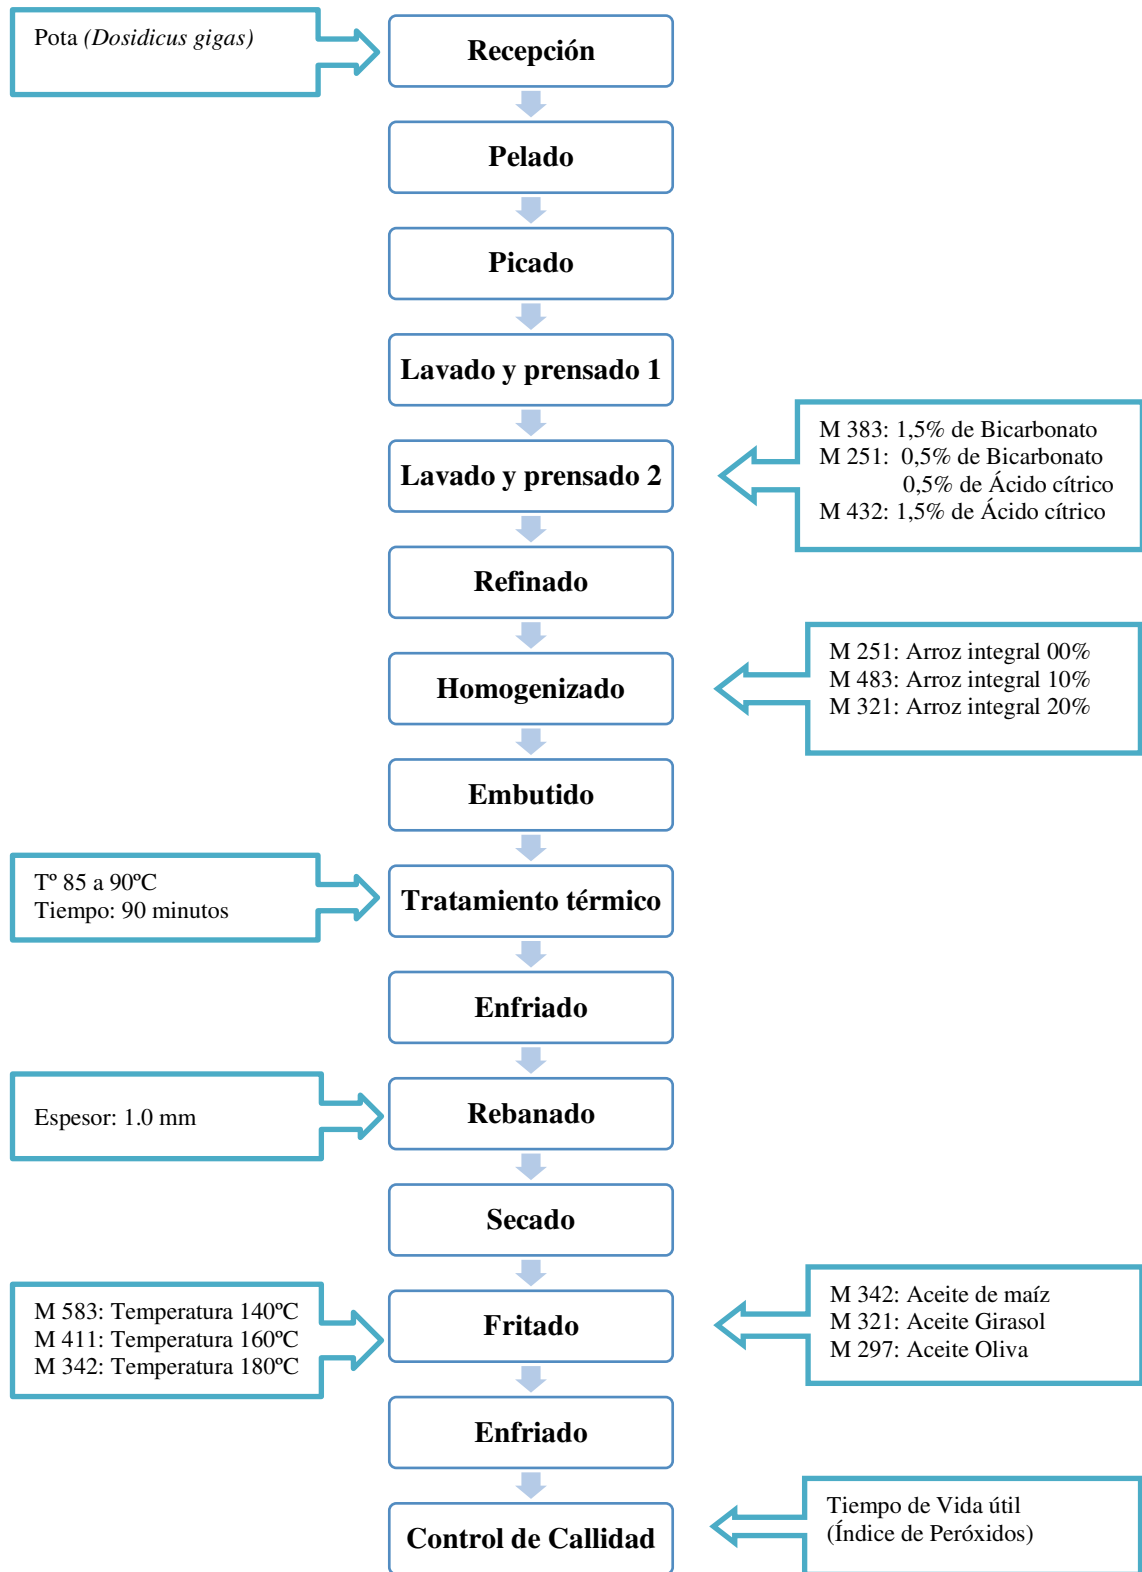 Pota (Dosidicus gigas)
Recepción
Pelado
Picado
Lavado y prensado 1
Lavado y prensado 2
M 383: 1,5% de Bicarbonato
M 251: 0,5% de Bicarbonato
0,5% de Ácido cítrico
M 432: 1,5% de Ácido cítrico
Refinado
Homogenizado
M 251: Arroz integral 00%
M 483: Arroz integral 10%
M 321: Arroz integral 20%
Embutido
Tº 85 a 90ºC
Tiempo: 90 minutos
Tratamiento térmico
Enfriado
Espesor: 1.0 mm
Rebanado
Secado
M 583: Temperatura 140ºC
M 411: Temperatura 160ºC
M 342: Temperatura 180ºC
Fritado
M 342: Aceite de maíz
M 321: Aceite Girasol
M 297: Aceite Oliva
Enfriado
Control de Callidad
Tiempo de Vida útil
(Índice de Peróxidos)